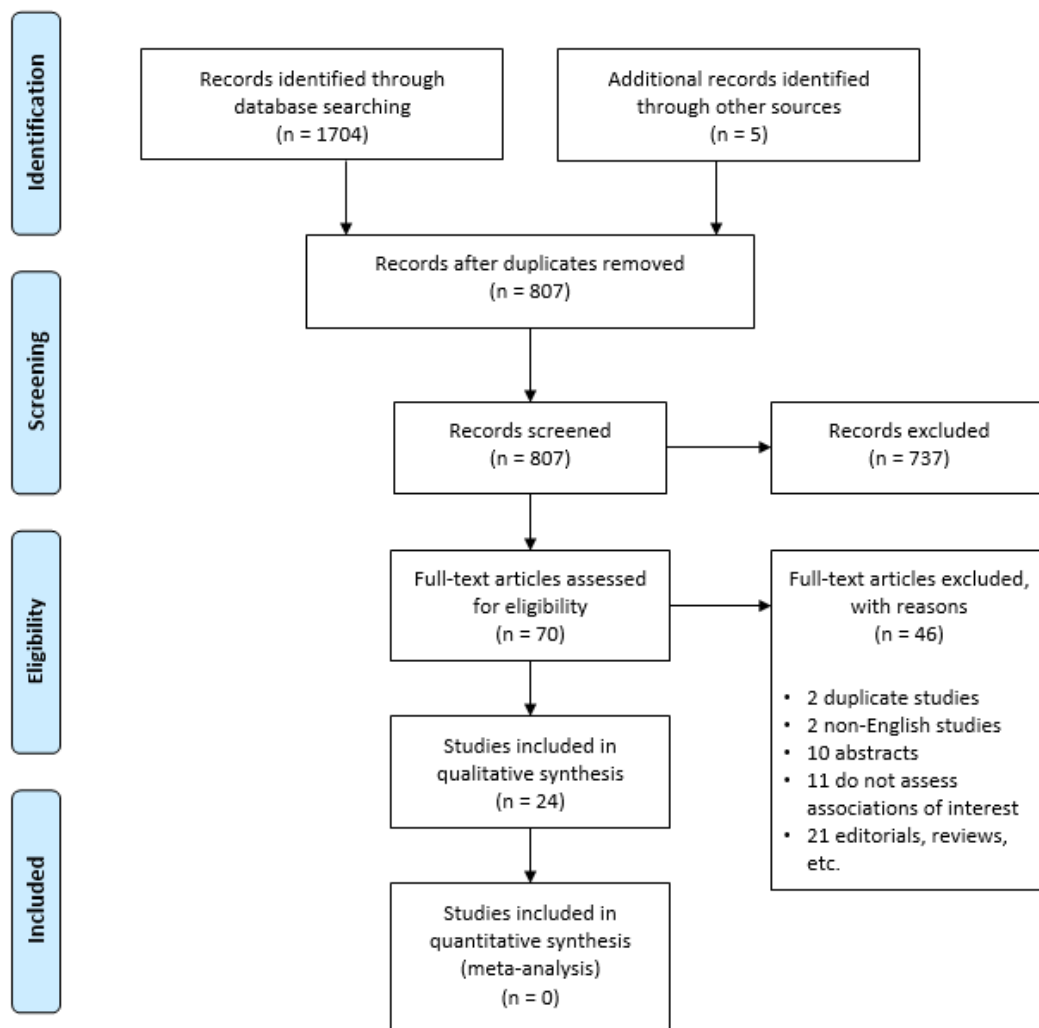 Identification
Records identified through
database searching
(n = 1704)
Additional records identified
through other sources
(n = 5)
Records after duplicates removed
(n = 807)
Screening
Records screened
(n = 807)
Records excluded
(n = 737)
Eligibility
Full-text articles assessed
for eligibility
(n = 70)
Full-text articles excluded,
with reasons
(n = 46)
• 2 duplicate studies
• 2 non-English studies
• 10 abstracts
• 11 do not assess
associations of interest
• 21 editorials, reviews,
etc.
Studies included in
qualitative synthesis
(n = 24)
Included
Studies included in
quantitative synthesis
(meta-analysis)
(n = 0)